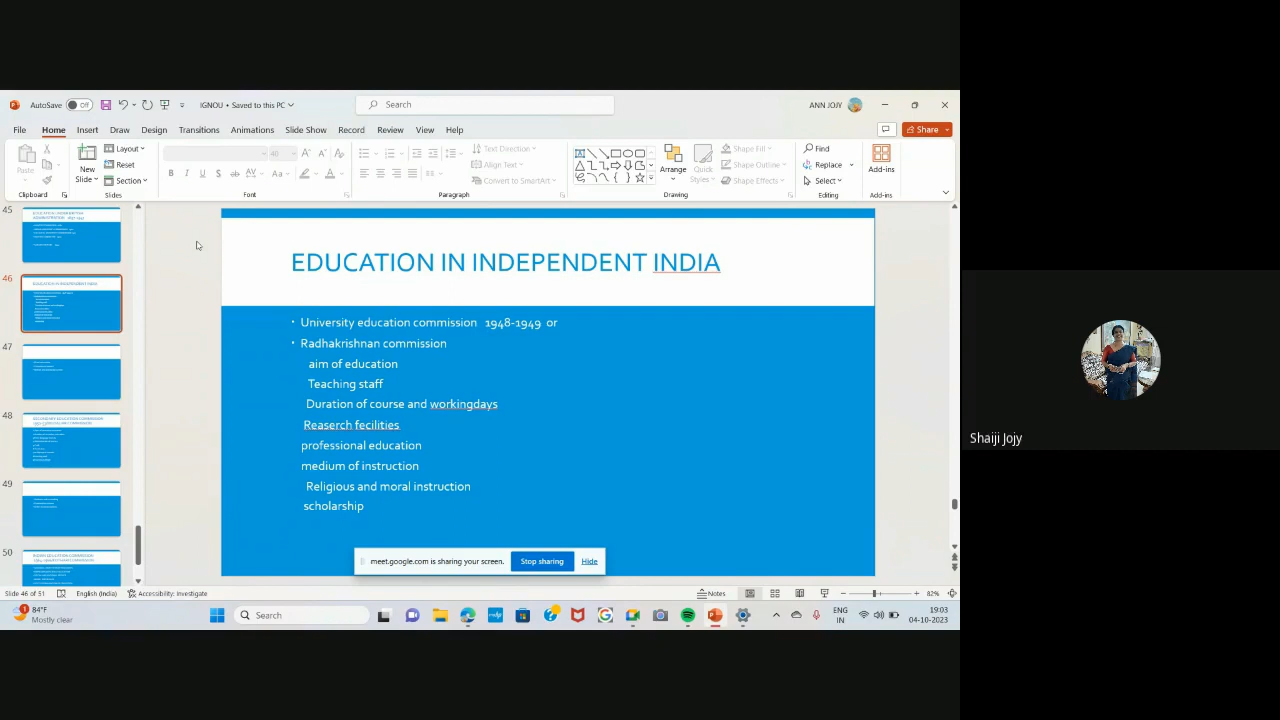 AutoSave Off IGNOU • Saved to this PC Search ANN JOJY
File Home Insert Draw Design Transitions Animations Slide Show Record Review View Help Share
Paste New Slide Layout Reset Section 40 Text Direction Align Text Convert to SmartArt Arrange Quick Styles Shape Fill Shape Outline Shape Effects Find Replace Select Add-ins
Clipboard Slides Font Paragraph Drawing Editing Add-ins
45
46
47
48
49
50
EDUCATION IN INDEPENDENT INDIA
• University education commission 1948-1949 or
• Radhakrishnan commission
aim of education
Teaching staff
Duration of course and workingdays
Reaserch fecilities
professional education
medium of instruction
Religious and moral instruction
scholarship
meet.google.com is sharing your screen. Stop sharing Hide
Slide 46 of 51 English (India) Accessibility: Investigate Notes 82%
84°F
Mostly clear
Search
ENG
IN
19:03
04-10-2023
Shaiji Jojy